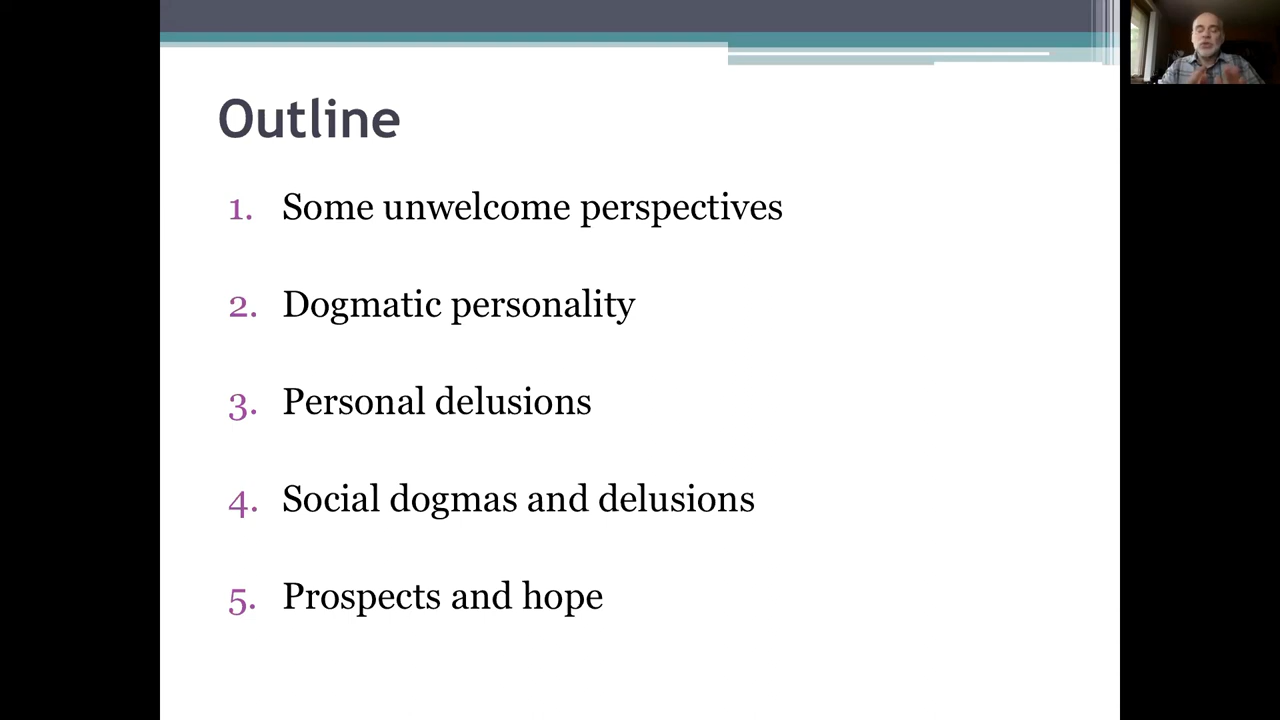 Outline
1. Some unwelcome perspectives
2. Dogmatic personality
3. Personal delusions
4. Social dogmas and delusions
5. Prospects and hope